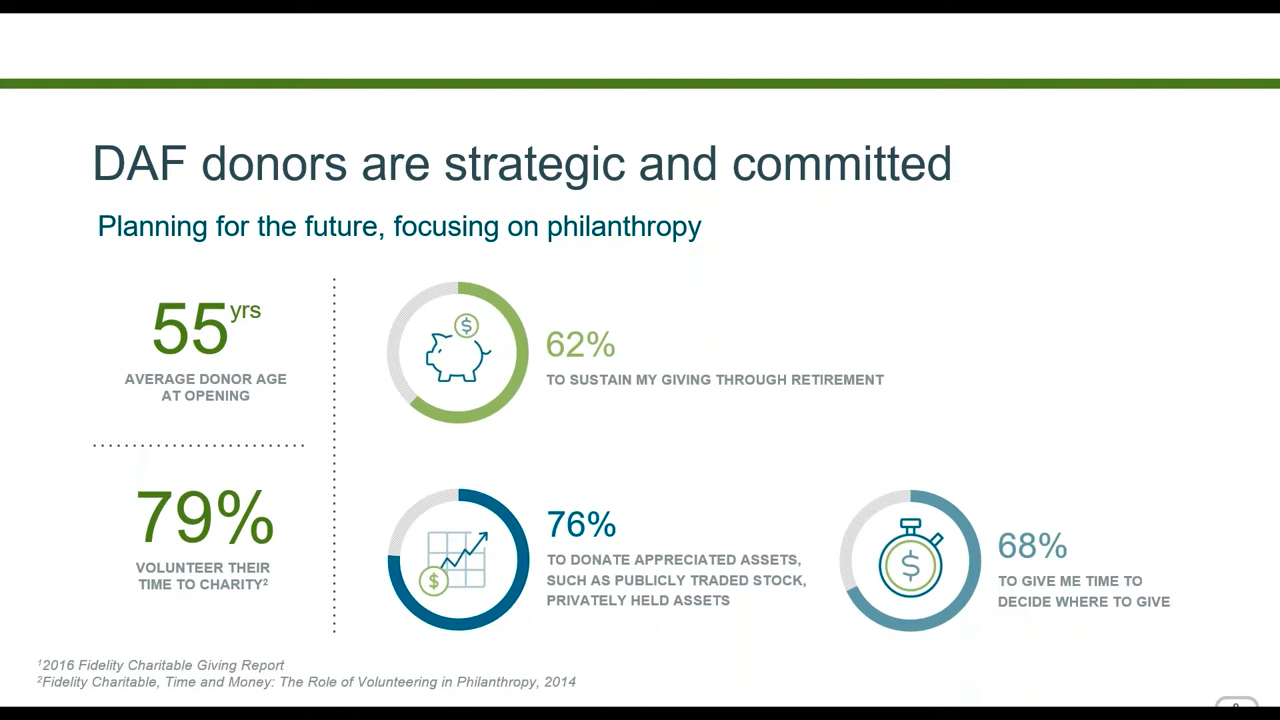 DAF donors are strategic and committed
Planning for the future, focusing on philanthropy
55 yrs
AVERAGE DONOR AGE
AT OPENING
79%
VOLUNTEER THEIR
TIME TO CHARITY²
$
62%
TO SUSTAIN MY GIVING THROUGH RETIREMENT
$
76%
TO DONATE APPRECIATED ASSETS,
SUCH AS PUBLICLY TRADED STOCK,
PRIVATELY HELD ASSETS
$
68%
TO GIVE ME TIME TO
DECIDE WHERE TO GIVE
¹2016 Fidelity Charitable Giving Report
²Fidelity Charitable, Time and Money: The Role of Volunteering in Philanthropy, 2014